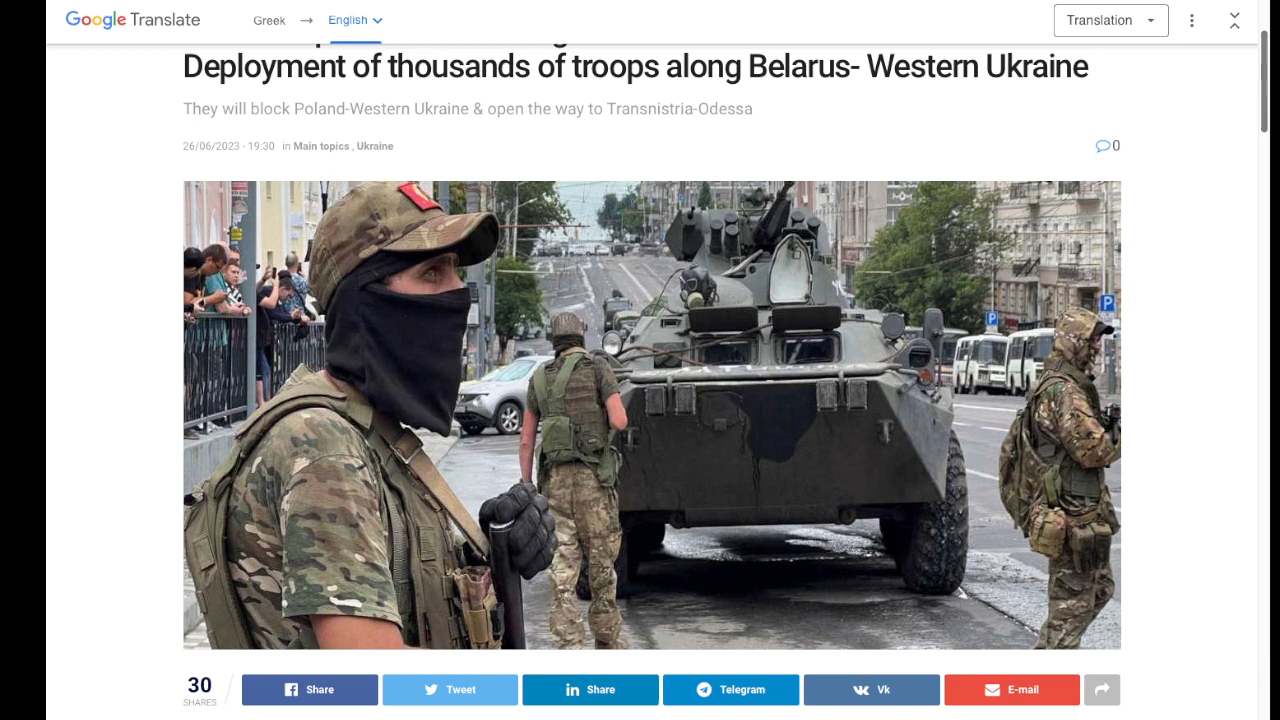 Google Translate
Greek → English
Translation
Deployment of thousands of troops along Belarus- Western Ukraine
They will block Poland-Western Ukraine & open the way to Transnistria-Odessa
26/06/2023 - 19:30 in Main topics , Ukraine
0
P
P
30
SHARES
Share
Tweet
in Share
Telegram
Vk
E-mail